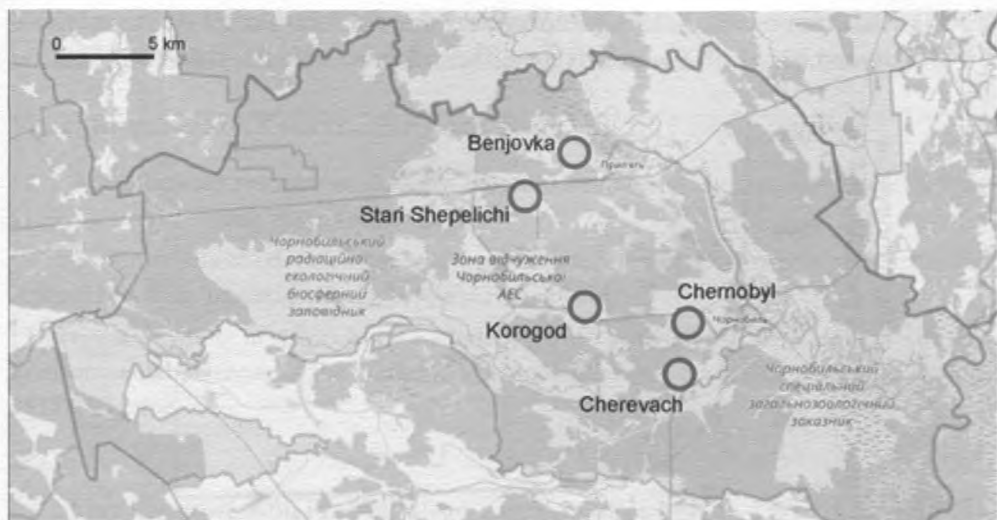 0 5 km
Benjovka
Прип'ять
Stari Shepelichi
Чорнобильський
радіаційно-
екологічний
біосферний
заповідник
Зона відчуження
Чорнобильської
АЕС
Chernobyl
Korogod
Чорнобиль
Cherevach
Чорнобильський
спеціальний
загальнозоологічний
заказник